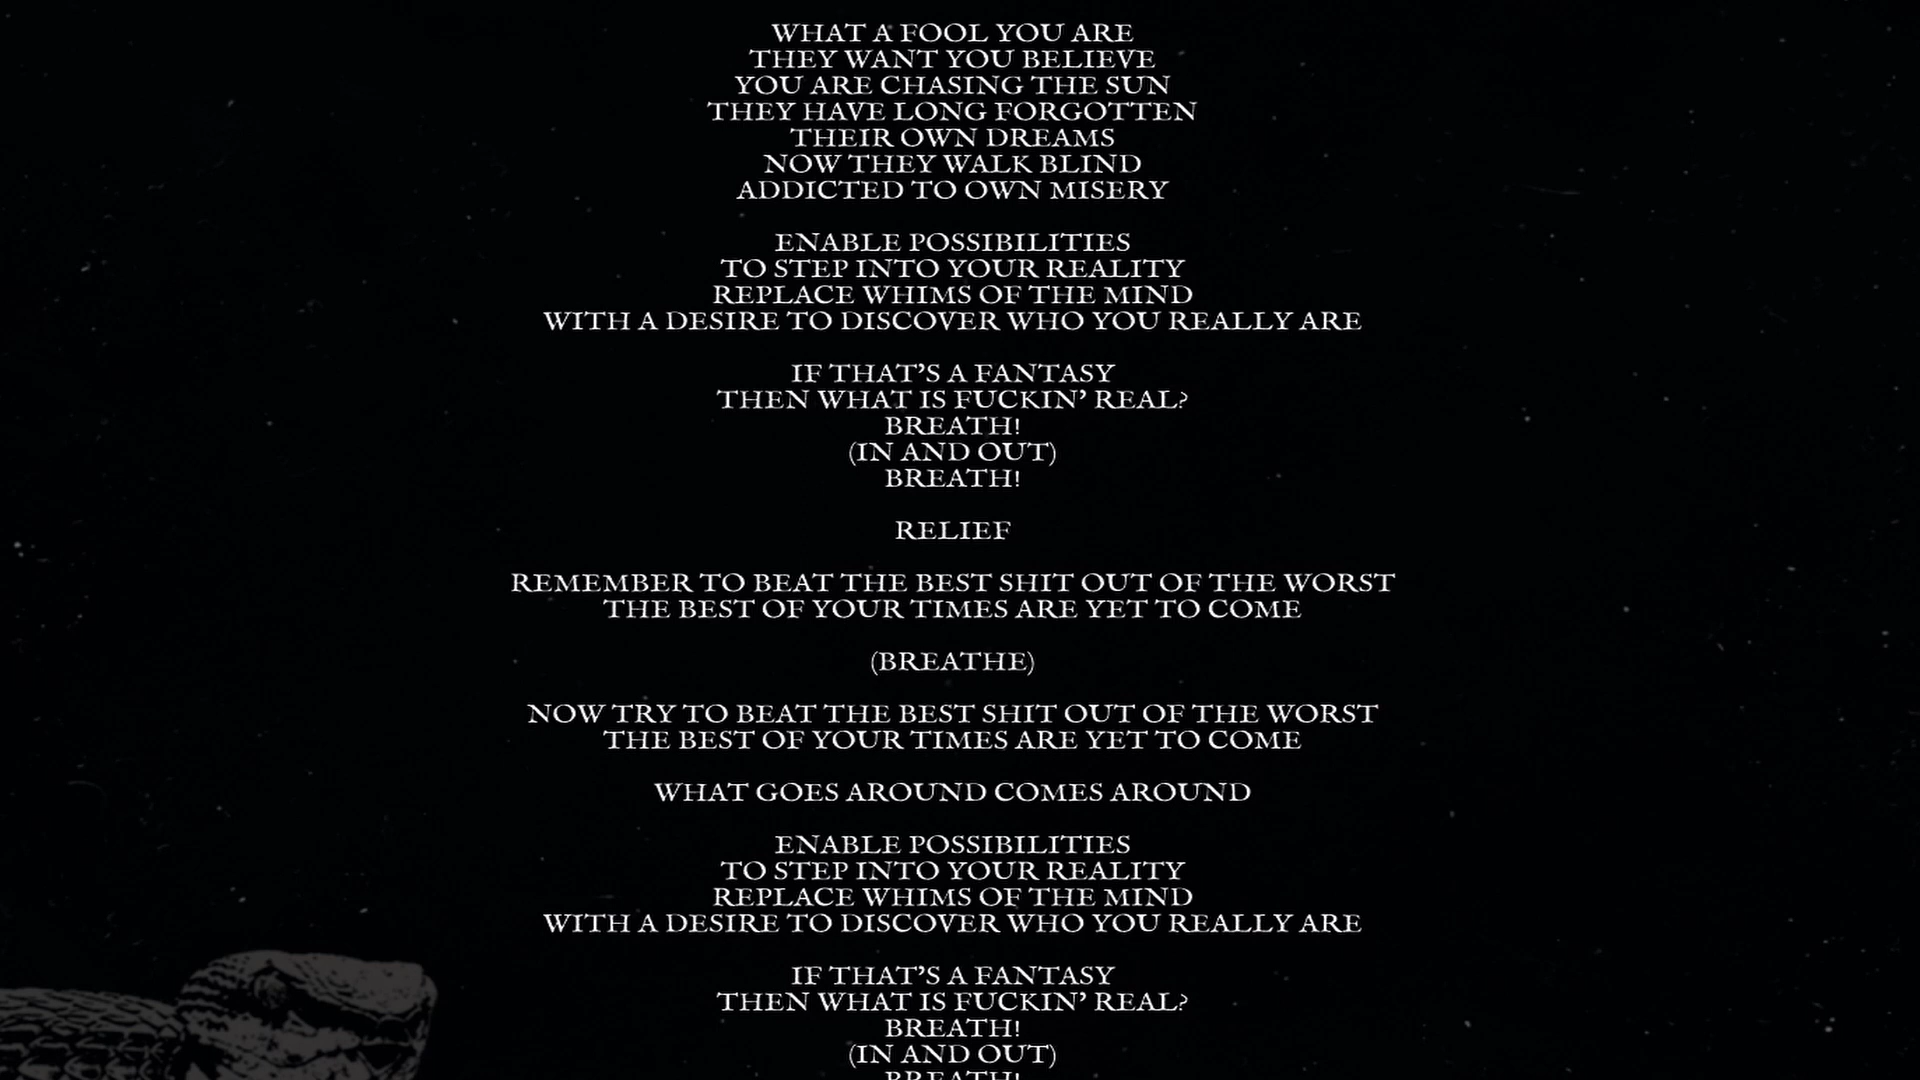 WHAT A FOOL YOU ARE
THEY WANT YOU BELIEVE
YOU ARE CHASING THE SUN
THEY HAVE LONG FORGOTTEN
THEIR OWN DREAMS
NOW THEY WALK BLIND
ADDICTED TO OWN MISERY
ENABLE POSSIBILITIES
TO STEP INTO YOUR REALITY
REPLACE WHIMS OF THE MIND
WITH A DESIRE TO DISCOVER WHO YOU REALLY ARE
IF THAT'S A FANTASY
THEN WHAT IS FUCKIN' REAL?
BREATH!
(IN AND OUT)
BREATH!
RELIEF
REMEMBER TO BEAT THE BEST SHIT OUT OF THE WORST
THE BEST OF YOUR TIMES ARE YET TO COME
(BREATHE)
NOW TRY TO BEAT THE BEST SHIT OUT OF THE WORST
THE BEST OF YOUR TIMES ARE YET TO COME
WHAT GOES AROUND COMES AROUND
ENABLE POSSIBILITIES
TO STEP INTO YOUR REALITY
REPLACE WHIMS OF THE MIND
WITH A DESIRE TO DISCOVER WHO YOU REALLY ARE
IF THAT'S A FANTASY
THEN WHAT IS FUCKIN' REAL?
BREATH!
(IN AND OUT)
BREATH!